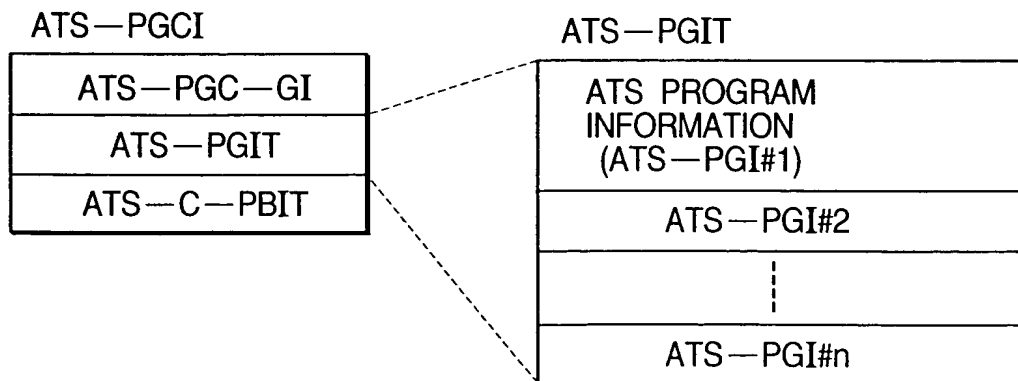 ATS—PGCI
ATS—PGC—GI
ATS—PGIT
ATS—C—PBIT
ATS—PGIT
ATS PROGRAM
INFORMATION
(ATS—PGI#1)
ATS—PGI#2
ATS—PGI#n